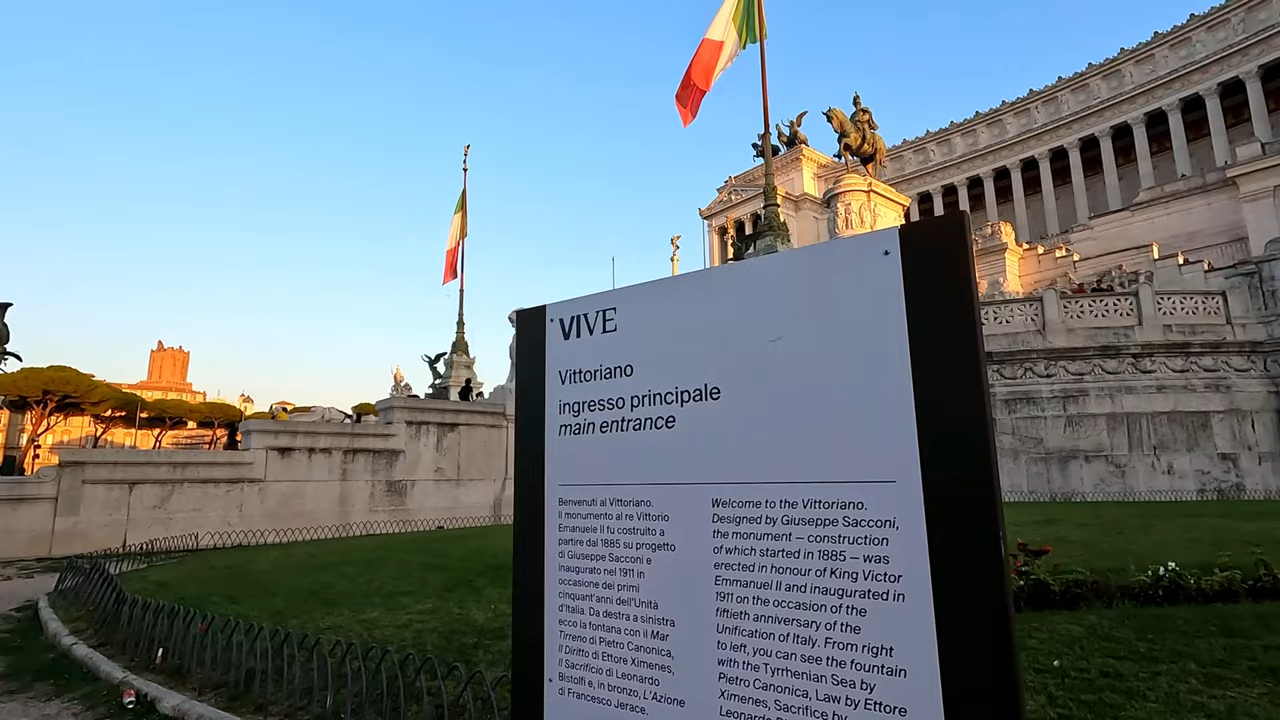 VIVE
Vittoriano
ingresso principale
main entrance
Benvenuti al Vittoriano.
Il monumento al re Vittorio
Emanuele II fu costruito a
partire dal 1885 su progetto
di Giuseppe Sacconi e
inaugurato nel 1911 in
occasione dei primi
cinquant'anni dell'Unità
d'Italia. Da destra a sinistra
ecco la fontana con il Mar
Tirreno di Pietro Canonica,
Il Diritto di Ettore Ximenes,
Il Sacrificio di Leonardo
Bistolfi e, in bronzo, L'Azione
di Francesco Jerace.
Welcome to the Vittoriano.
Designed by Giuseppe Sacconi,
the monument – construction
of which started in 1885 – was
erected in honour of King Victor
Emmanuel II and inaugurated in
1911 on the occasion of the
fiftieth anniversary of the
Unification of Italy. From right
to left, you can see the fountain
with the Tyrrhenian Sea by
Pietro Canonica, Law by Ettore
Ximenes, Sacrifice by
Leonardo